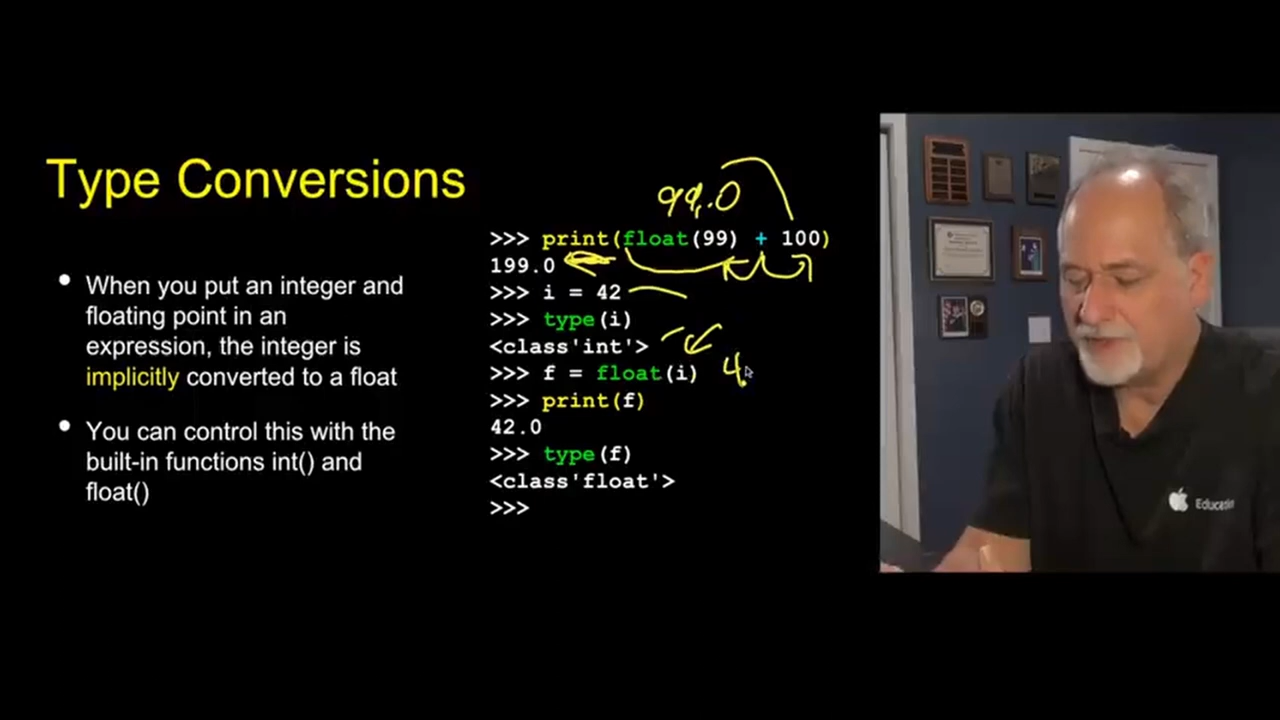 Type Conversions
• When you put an integer and
floating point in an
expression, the integer is
implicitly converted to a float
• You can control this with the
built-in functions int() and
float()
99.0
>>> print(float(99) + 100)
199.0
>>> i = 42
>>> type(i)
<class'int'>
>>> f = float(i) 4
>>> print(f)
42.0
>>> type(f)
<class'float'>
>>>
Education